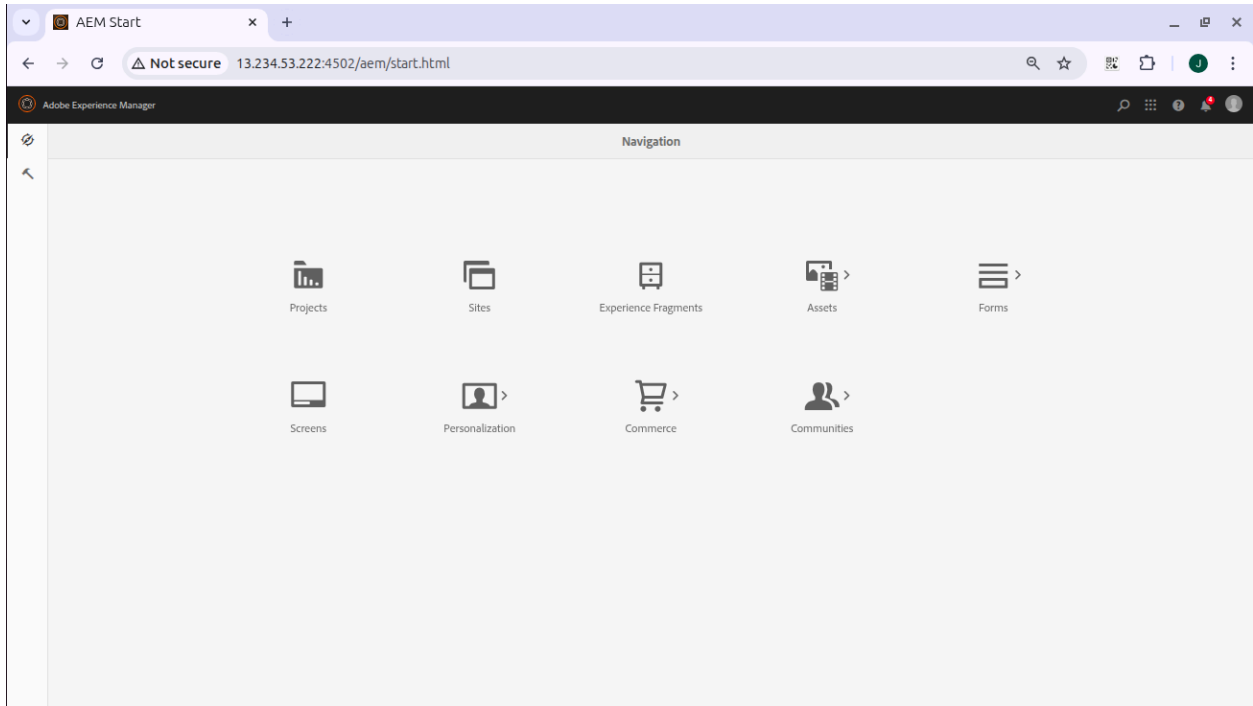 AEM Start
Not secure 13.234.53.222:4502/aem/start.html
J
Adobe Experience Manager
4
Navigation
Projects
Sites
Experience Fragments
Assets
Forms
Screens
Personalization
Commerce
Communities